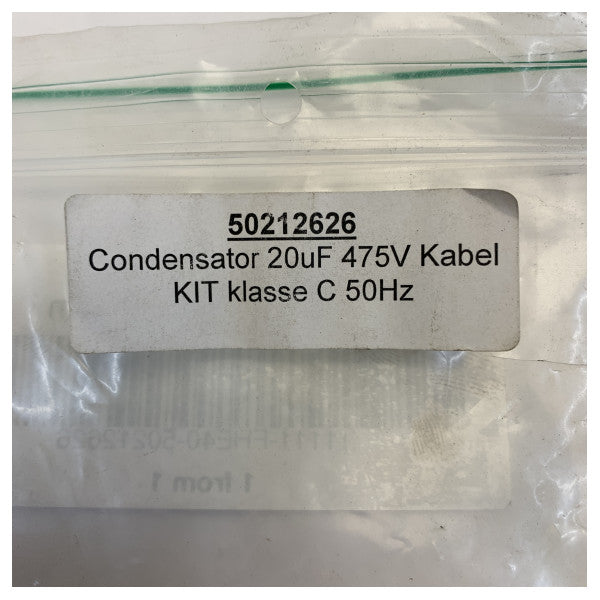 50212626
Condensator 20uF 475V Kabel
KIT klasse C 50Hz
1 from 1